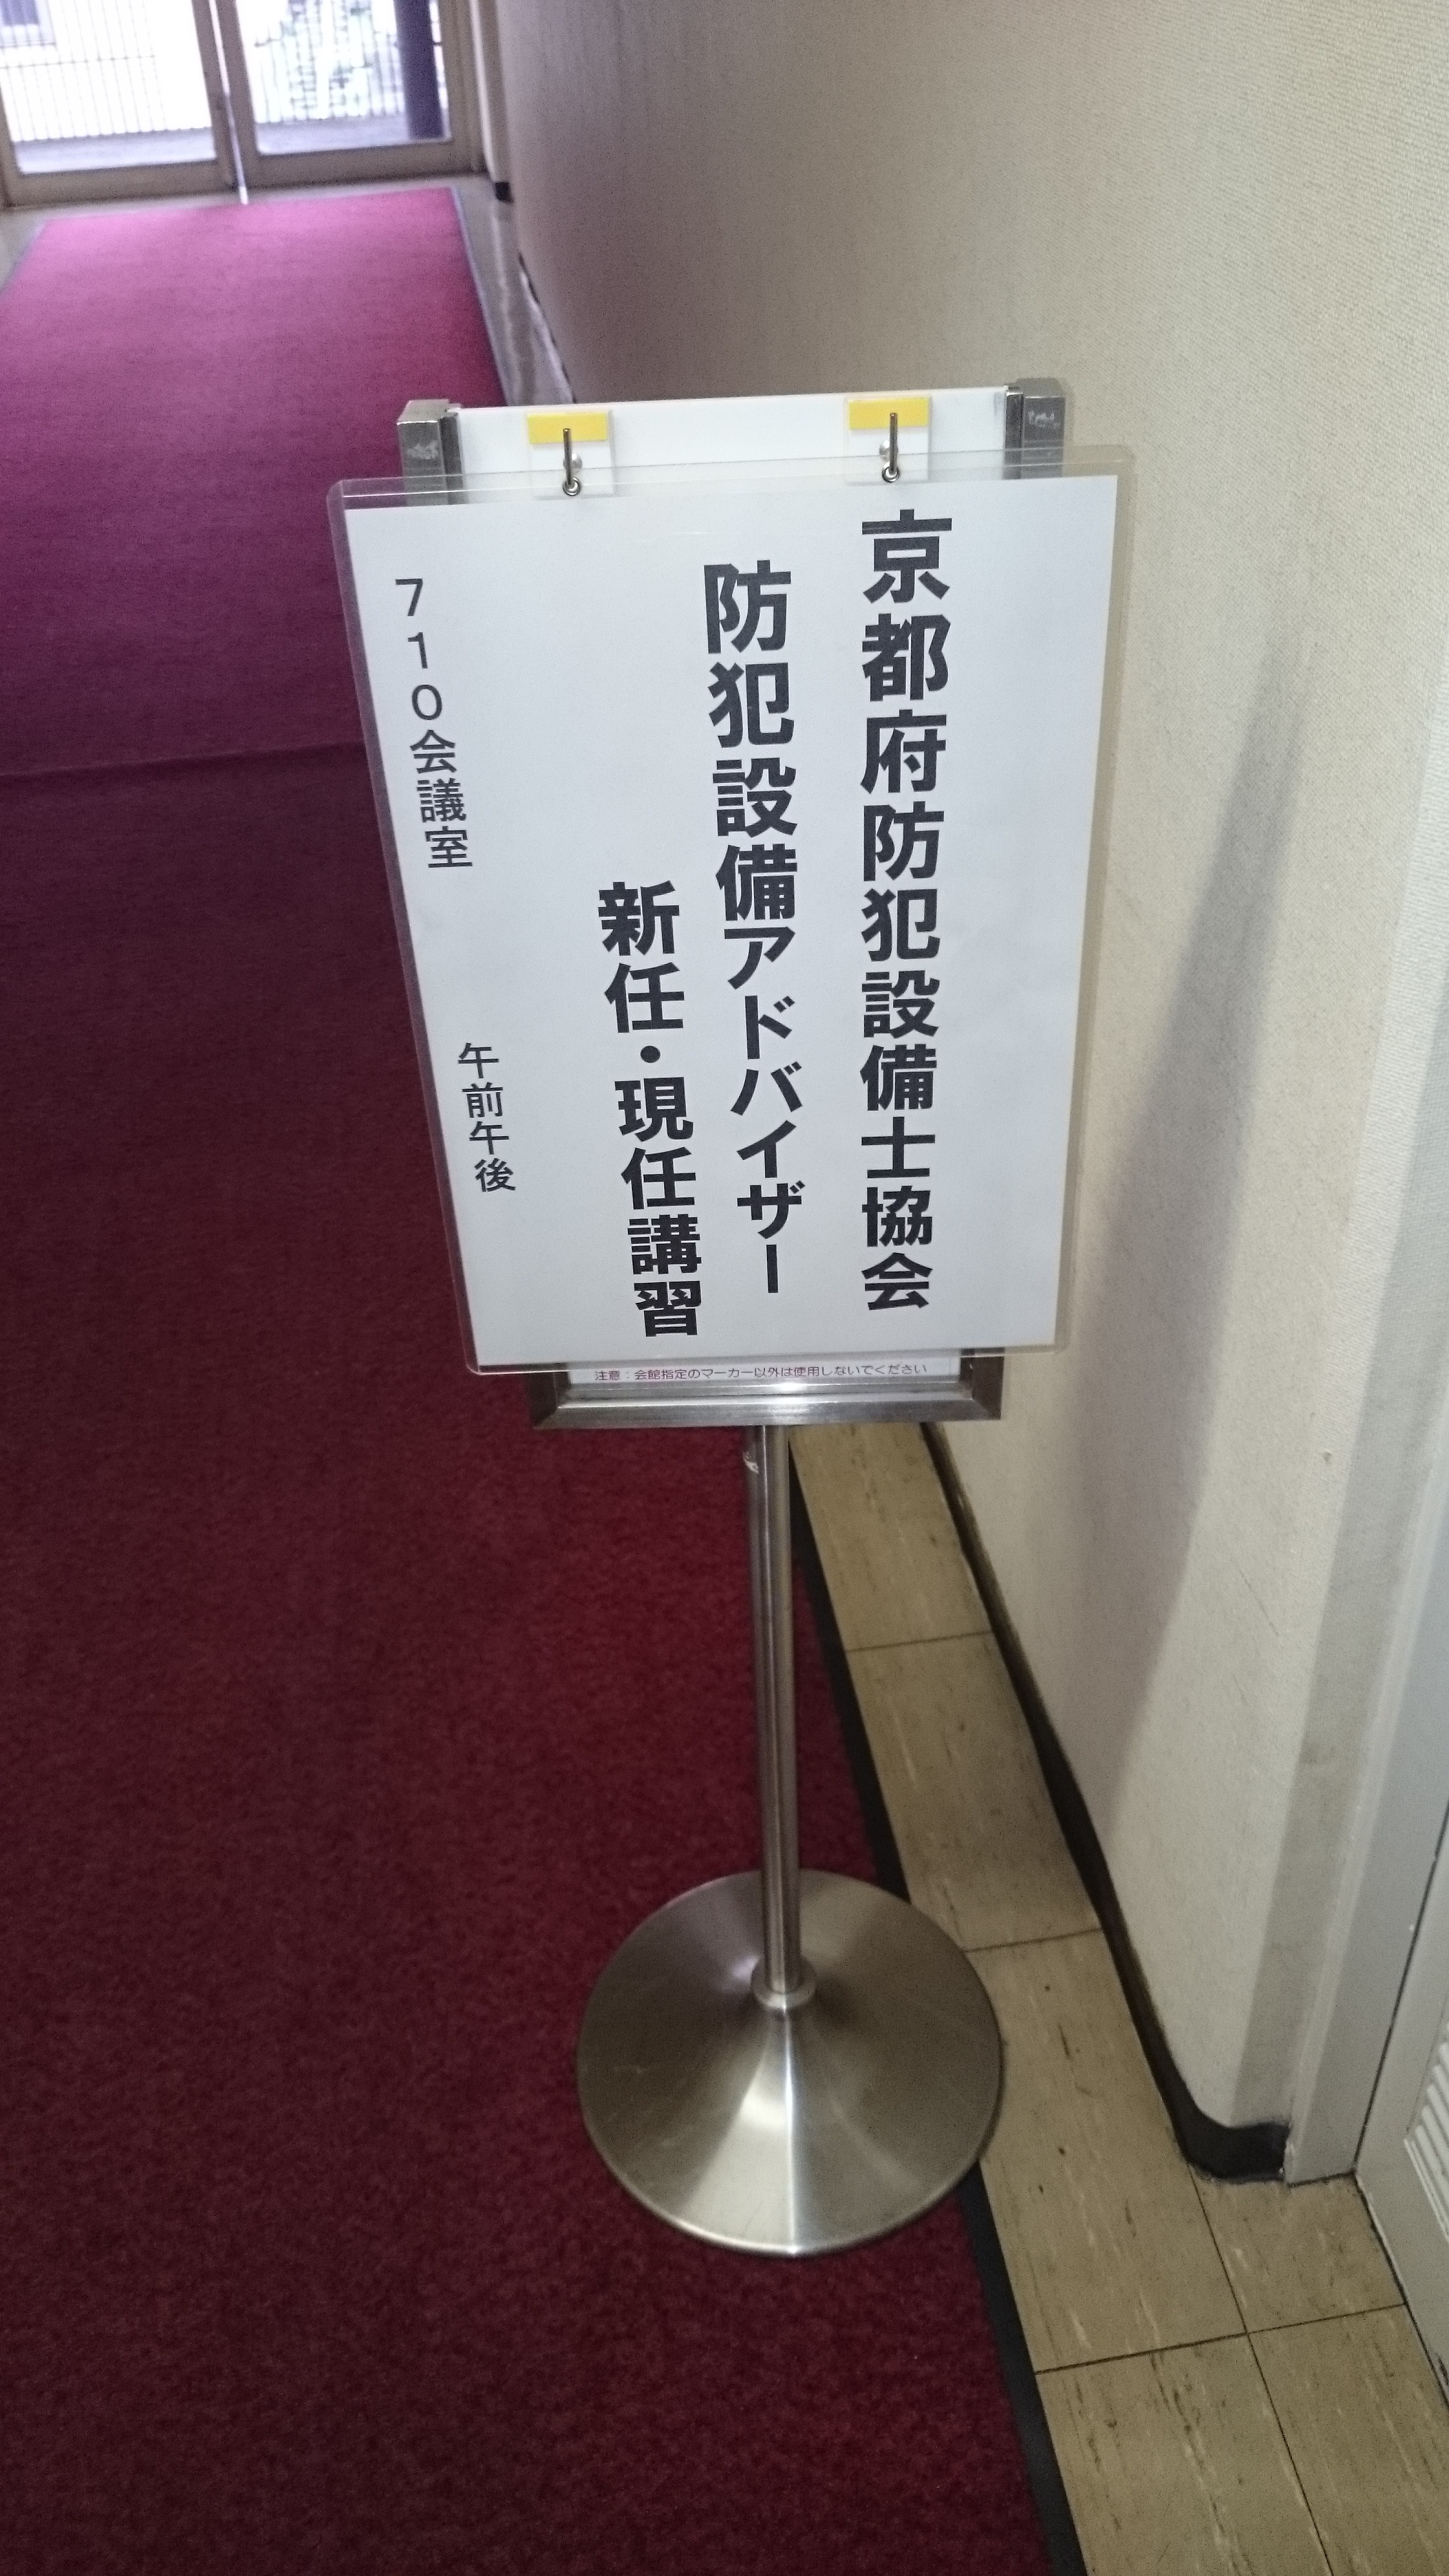 京都府防犯設備士協会
防犯設備アドバイザー
新任・現任講習
７１０会議室　午前午後
注意：会館指定のマーカー以外は使用しないでください